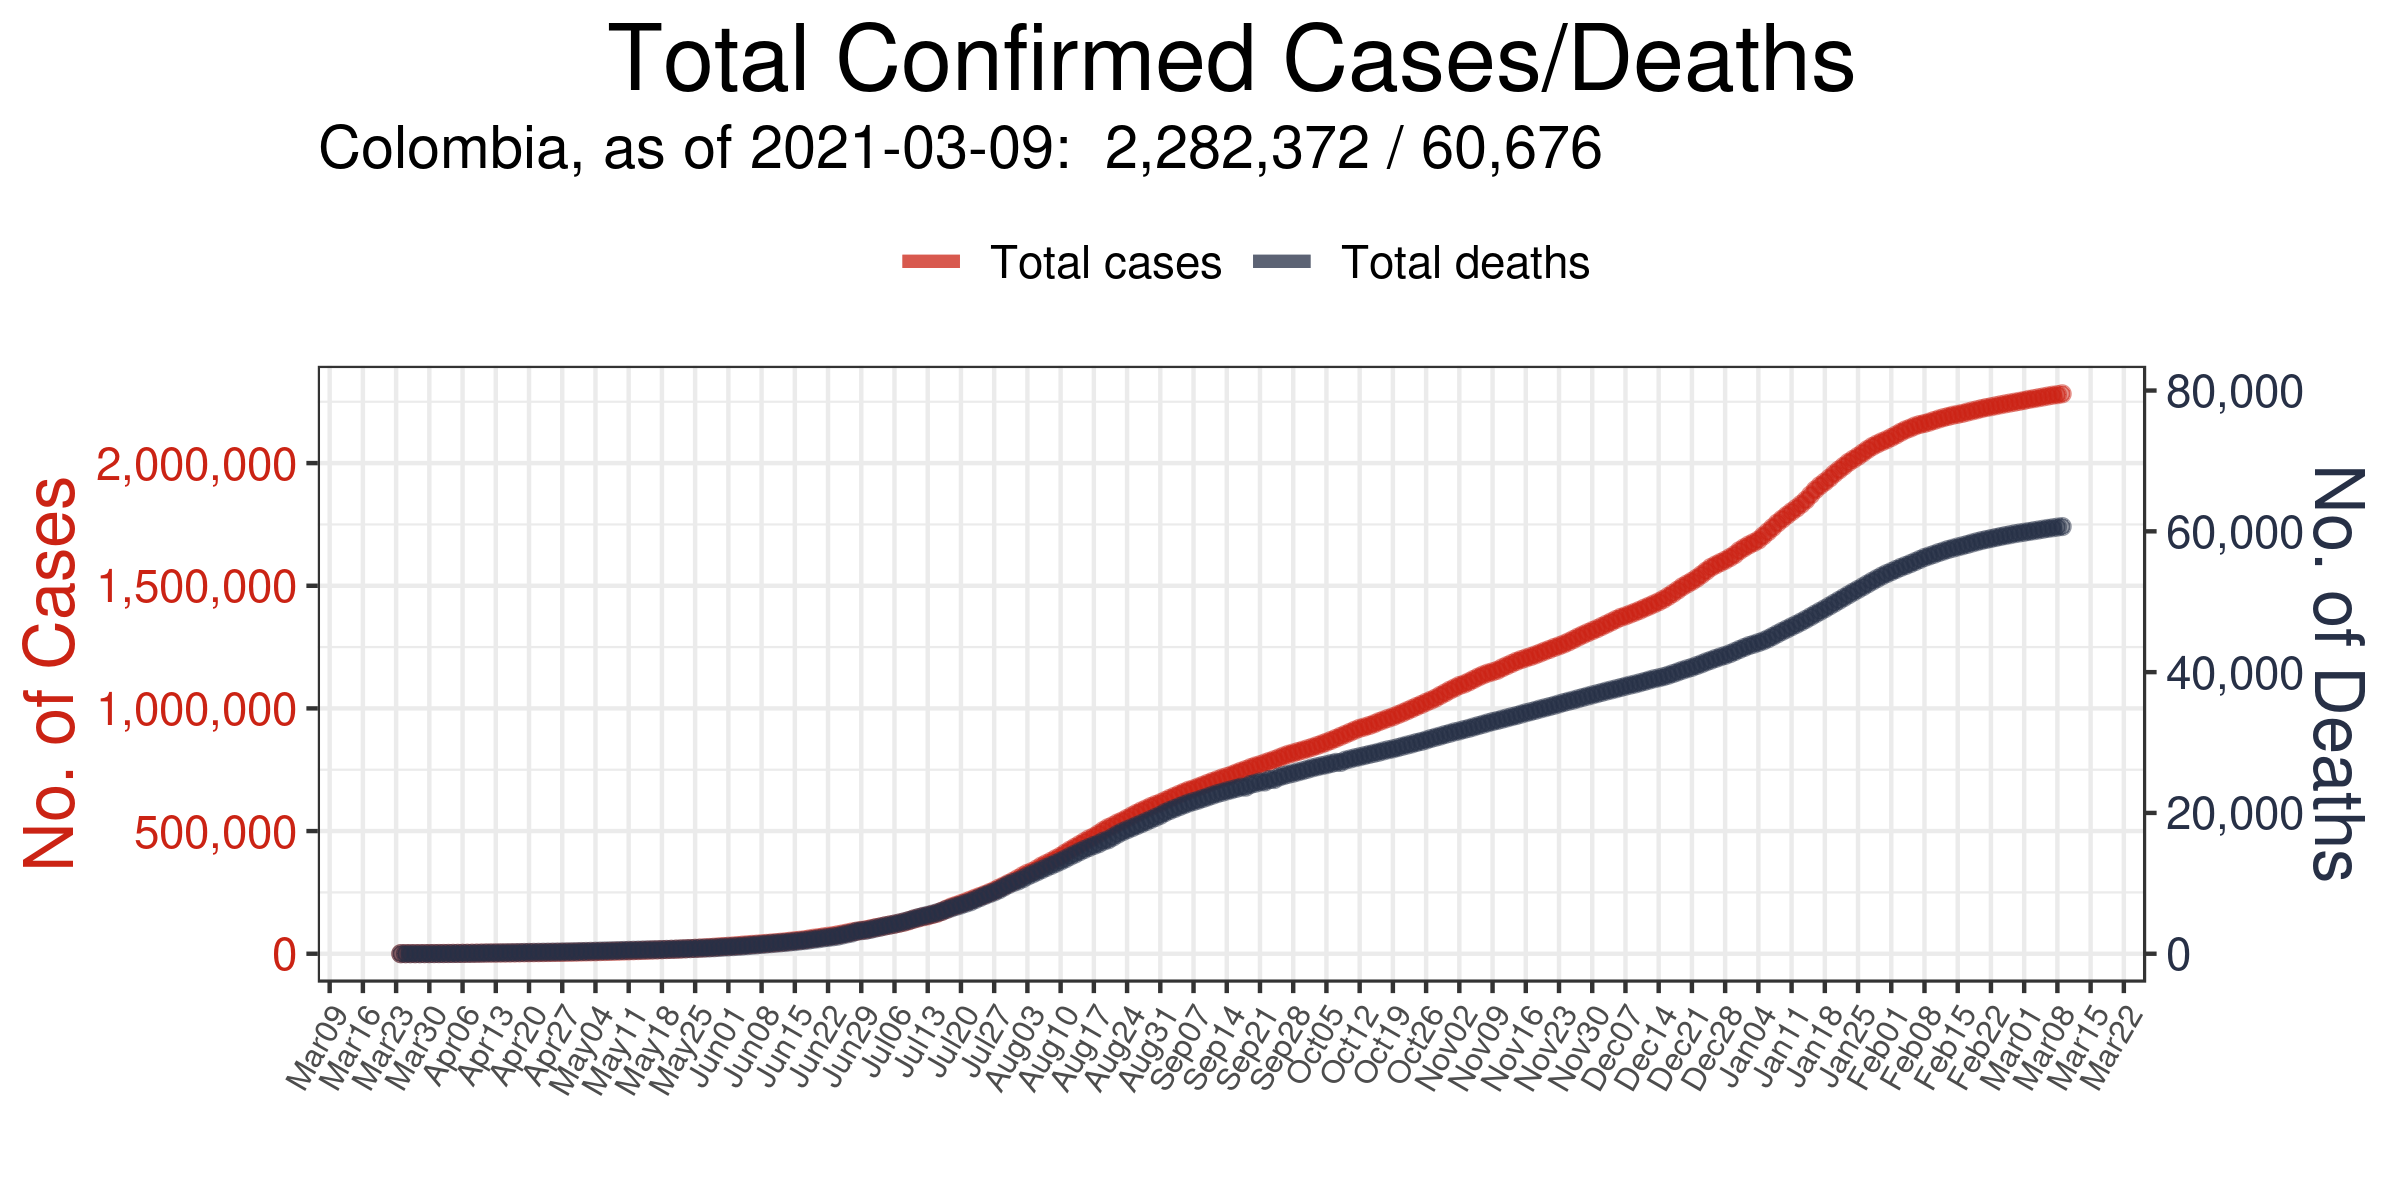 Total Confirmed Cases/Deaths
Colombia, as of 2021-03-09:  2,282,372 / 60,676
Total cases
Total deaths
No. of Cases
2,000,000
1,500,000
1,000,000
500,000
0
80,000
60,000
40,000
20,000
0
No. of Deaths
Mar09
Mar16
Mar23
Mar30
Apr06
Apr13
Apr20
Apr27
May04
May11
May18
May25
Jun01
Jun08
Jun15
Jun22
Jun29
Jul06
Jul13
Jul20
Jul27
Aug03
Aug10
Aug17
Aug24
Aug31
Sep07
Sep14
Sep21
Sep28
Oct05
Oct12
Oct19
Oct26
Nov02
Nov09
Nov16
Nov23
Nov30
Dec07
Dec14
Dec21
Dec28
Jan04
Jan11
Jan18
Jan25
Feb01
Feb08
Feb15
Feb22
Mar01
Mar08
Mar15
Mar22